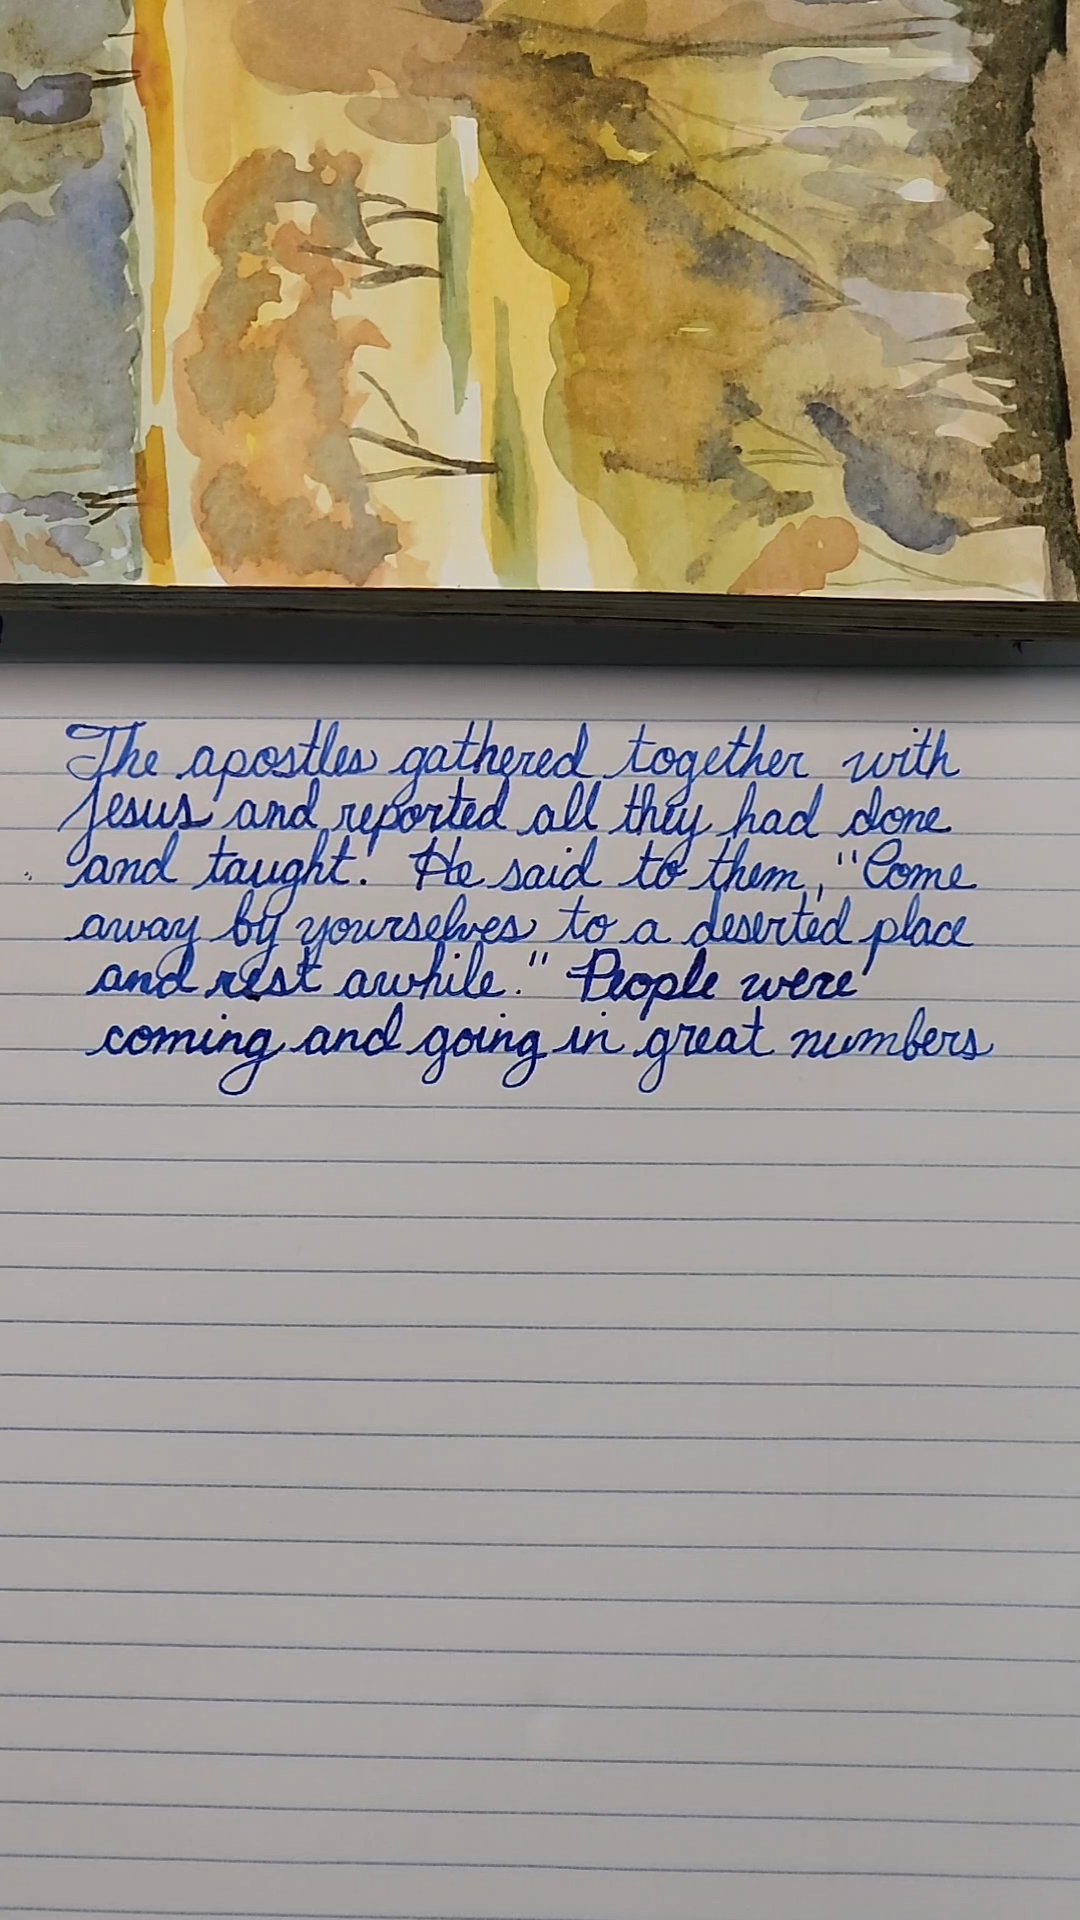 The apostles gathered together with
Jesus and reported all they had done
and taught. He said to them, "Come
away by yourselves to a deserted place
and rest awhile." People were
coming and going in great numbers